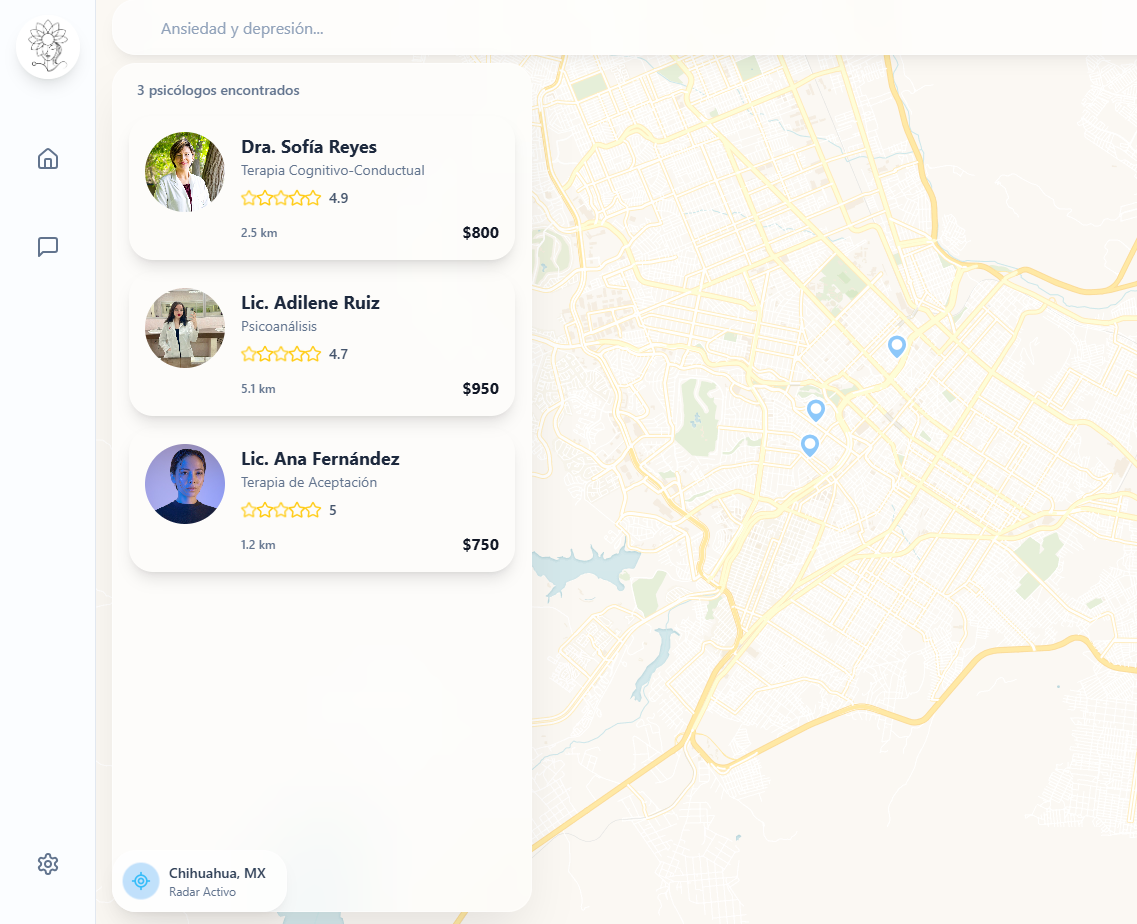 Ansiedad y depresión...
3 psicólogos encontrados
Dra. Sofía Reyes
Terapia Cognitivo-Conductual
4.9
2.5 km
$800
Lic. Adilene Ruiz
Psicoanálisis
4.7
5.1 km
$950
Lic. Ana Fernández
Terapia de Aceptación
5
1.2 km
$750
Chihuahua, MX
Radar Activo